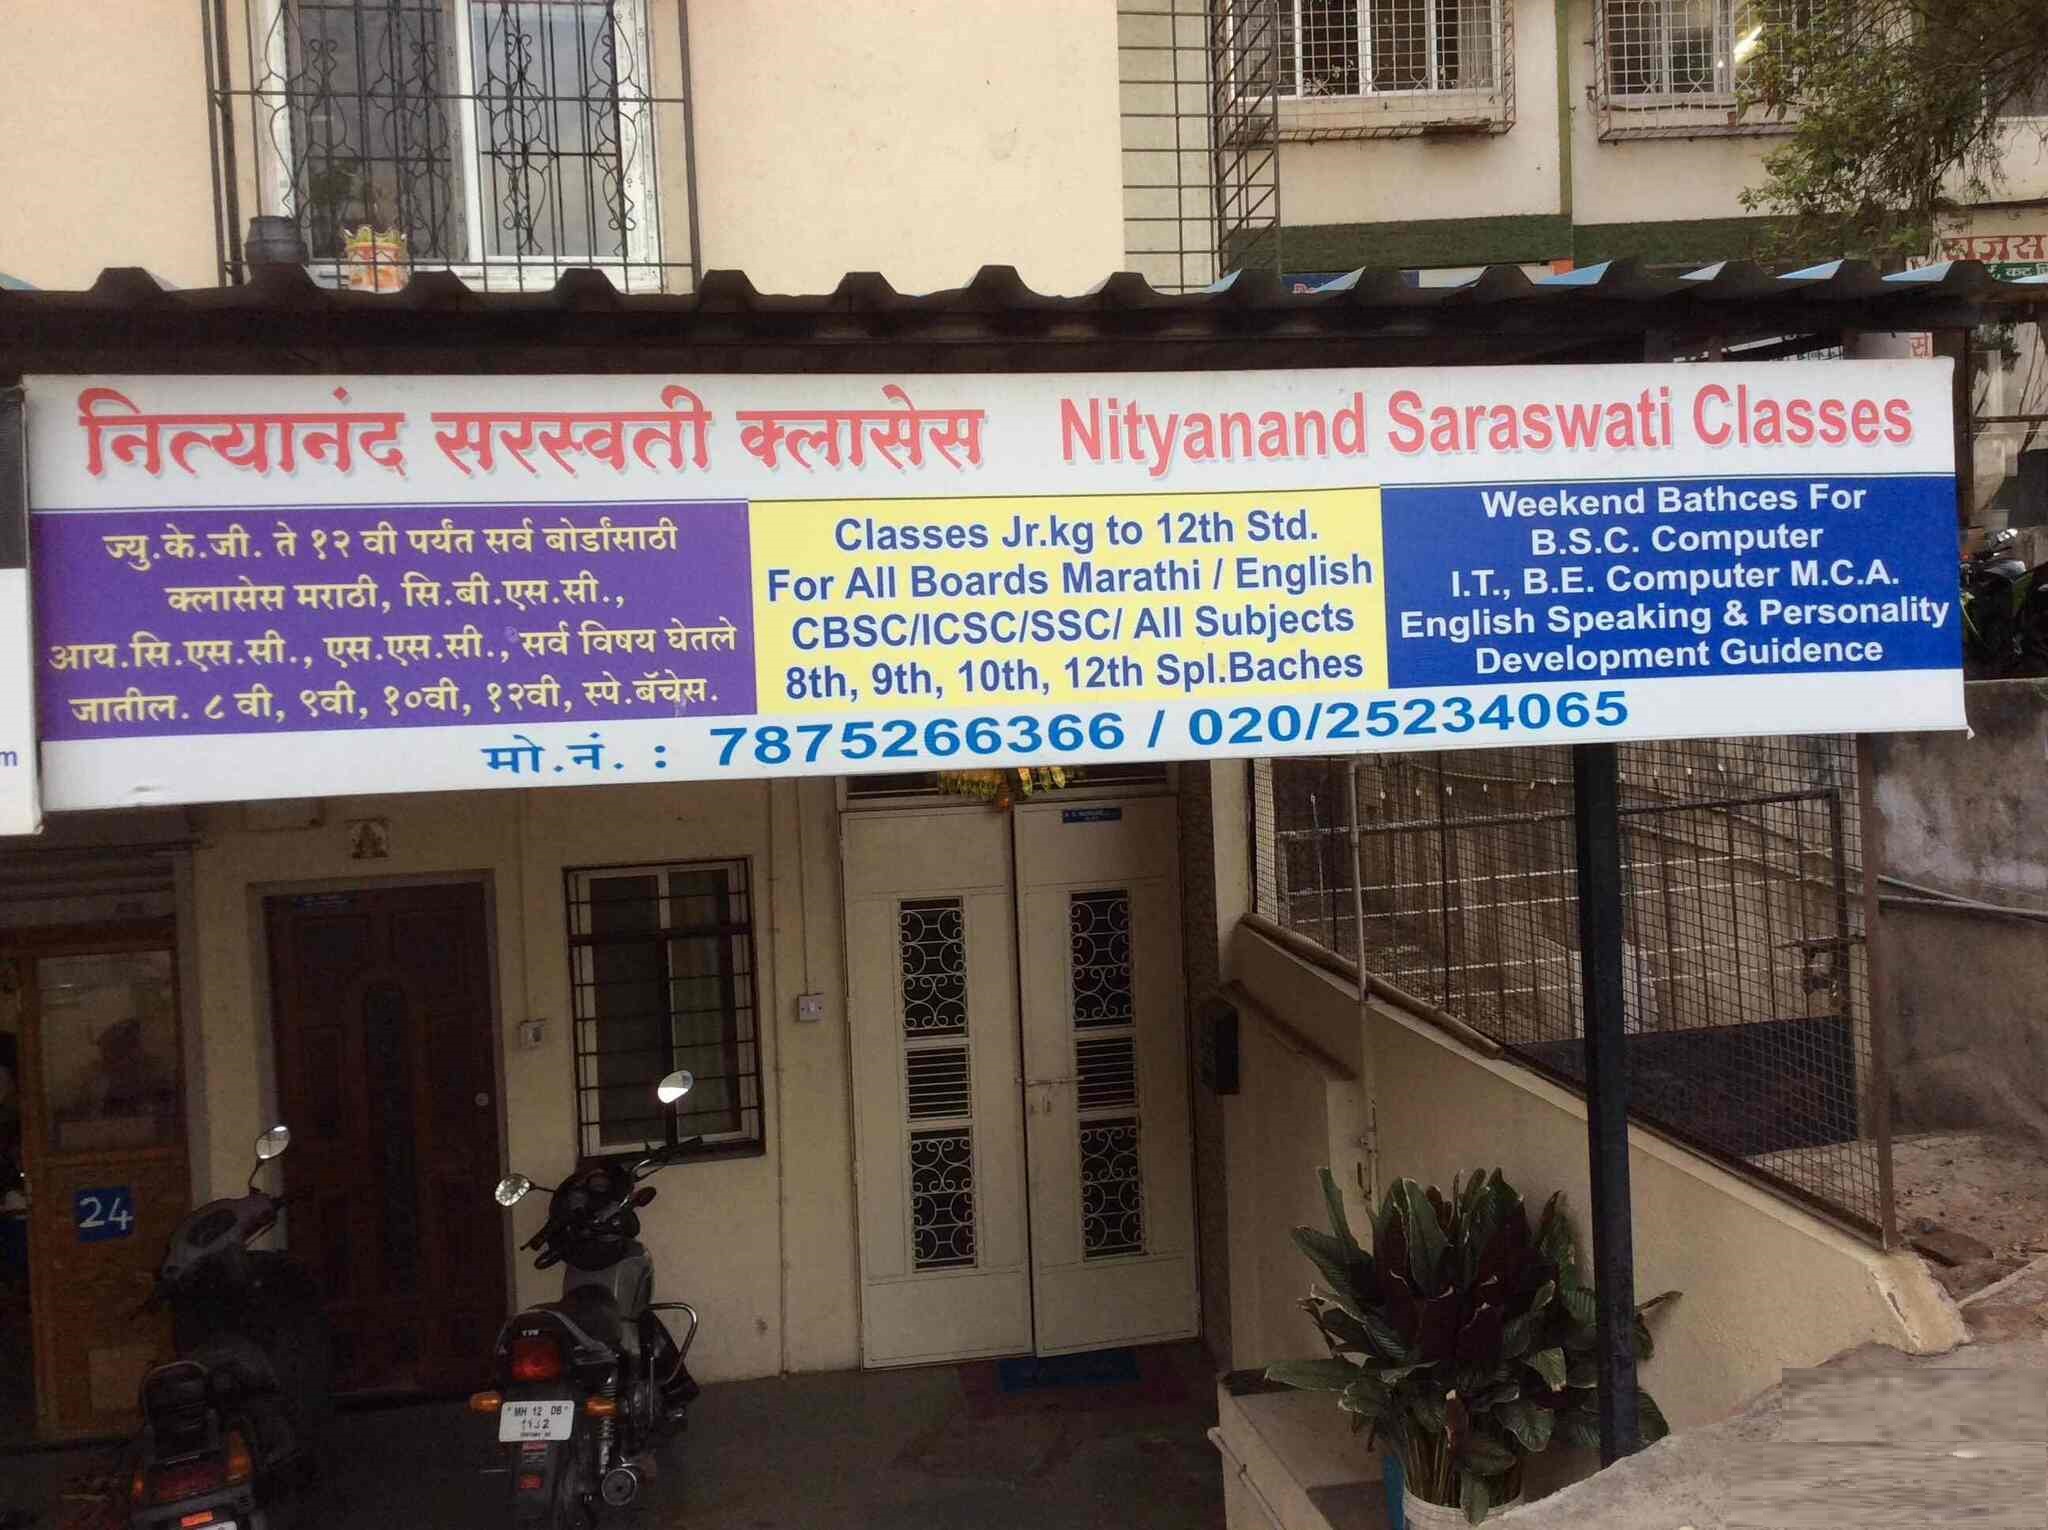 नित्यानंद सरस्वती क्लासेस Nityanand Saraswati Classes
ज्यु.के.जी. ते १२ वी पर्यंत सर्व बोर्डांसाठी
क्लासेस मराठी, सि.बी.एस.सी.,
आय.सि.एस.सी., एस.एस.सी., सर्व विषय घेतले
जातील. ८ वी, ९वी, १०वी, १२वी, स्पे.बॅचेस.
Classes Jr.kg to 12th Std.
For All Boards Marathi / English
CBSC/ICSC/SSC/ All Subjects
8th, 9th, 10th, 12th Spl.Baches
Weekend Bathces For
B.S.C. Computer
I.T., B.E. Computer M.C.A.
English Speaking & Personality
Development Guidence
मो.नं. : 7875266366 / 020/25234065
24
MH 12 DB
TVS